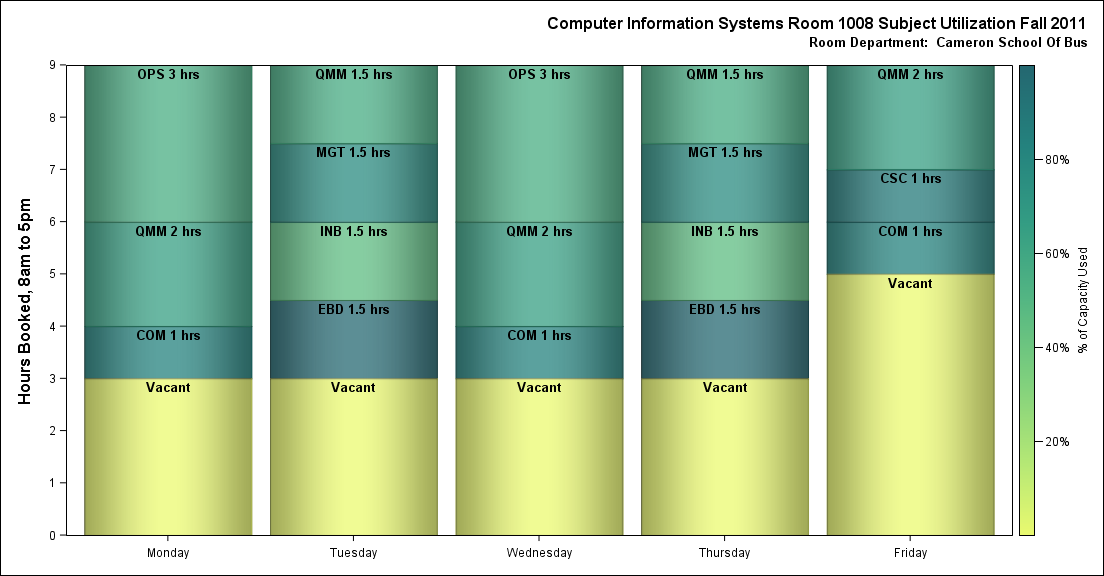 Computer Information Systems Room 1008 Subject Utilization Fall 2011
Room Department: Cameron School Of Bus
Hours Booked, 8am to 5pm
9
8
7
6
5
4
3
2
1
0
OPS 3 hrs
QMM 2 hrs
COM 1 hrs
Vacant
Monday
QMM 1.5 hrs
MGT 1.5 hrs
INB 1.5 hrs
EBD 1.5 hrs
Vacant
Tuesday
OPS 3 hrs
QMM 2 hrs
COM 1 hrs
Vacant
Wednesday
QMM 1.5 hrs
MGT 1.5 hrs
INB 1.5 hrs
EBD 1.5 hrs
Vacant
Thursday
QMM 2 hrs
CSC 1 hrs
COM 1 hrs
Vacant
Friday
80%
60%
40%
20%
% of Capacity Used